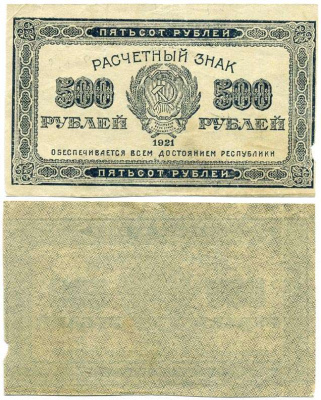 ПЯТЬСОТ РУБЛЕЙ
РАСЧЕТНЫЙ ЗНАК
500 500
РУБЛЕЙ РУБЛЕЙ
1921
ОБЕСПЕЧИВАЕТСЯ ВСЕМ ДОСТОЯНИЕМ РЕСПУБЛИКИ
ПЯТЬСОТ РУБЛЕЙ